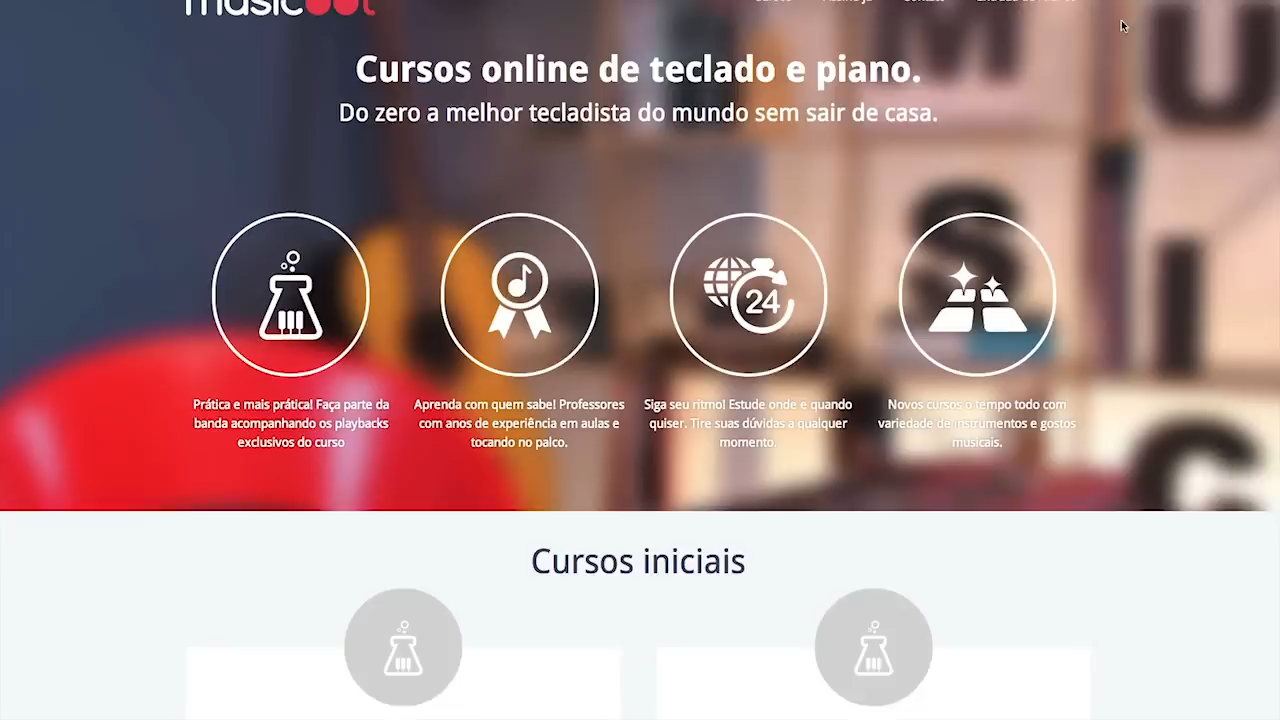 Cursos online de teclado e piano.
Do zero a melhor tecladista do mundo sem sair de casa.
24
Prática e mais prática! Faça parte da
banda acompanhando os playbacks
exclusivos do curso
Aprenda com quem sabe! Professores
com anos de experiência em aulas e
tocando no palco.
Siga seu ritmo! Estude onde e quando
quiser. Tire suas dúvidas a qualquer
momento.
Novos cursos o tempo todo com
variedade de instrumentos e gostos
musicais.
M U
S I
C
Cursos iniciais